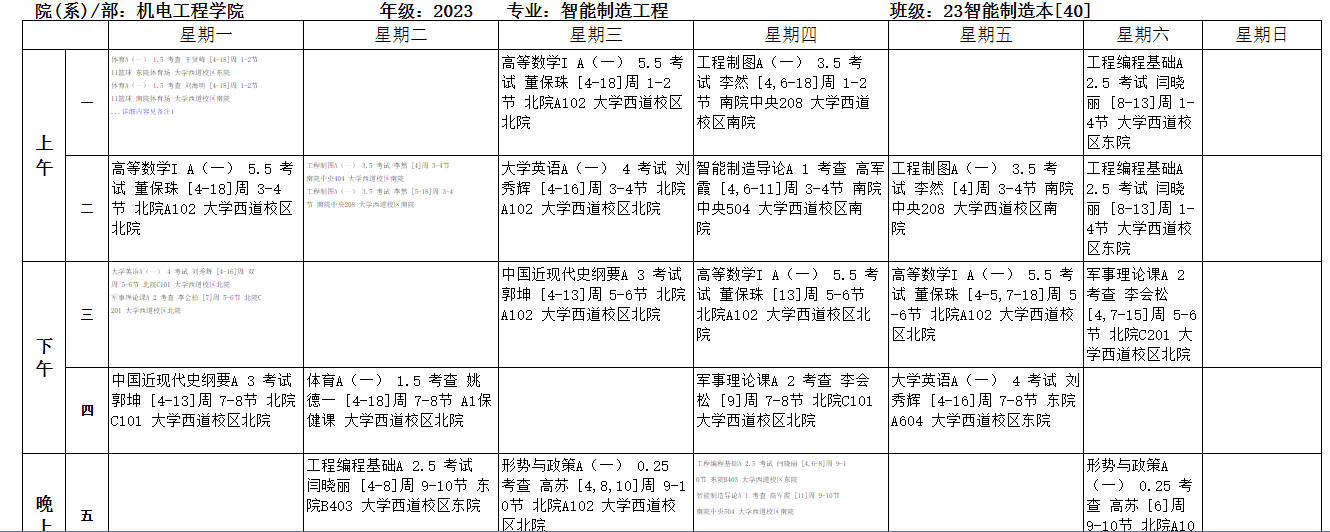 院(系)/部：机电工程学院 年级：2023 专业：智能制造工程 班级：23智能制造本[40]
星期一 星期二 星期三 星期四 星期五 星期六 星期日
上午
一
体育A（一） 1.5 考查 [4-18]周 1-2节
11篮球 东院体育场 大学西道校区东院
体育A（一） 1.5 考查 刘海明 [4-18]周 1-2节
11篮球 南院体育场 大学西道校区南院
...详细内容见备注1
高等数学I A（一） 5.5 考
试 董保珠 [4-18]周 1-2
节 北院A102 大学西道校区
北院
工程制图A（一） 3.5 考
试 李然 [4,6-18]周 1-2
节 南院中央208 大学西道
校区南院
工程编程基础A
2.5 考试 闫晓
丽 [8-13]周 1-
4节 大学西道校
区东院
二
高等数学I A（一） 5.5 考
试 董保珠 [4-18]周 3-4
节 北院A102 大学西道校区
北院
工程制图A（一） 3.5 考试 李然 [4]周 3-4节
南院中央404 大学西道校区南院
工程制图A（一） 3.5 考试 李然 [5-18]周 3-4
节 南院中央208 大学西道校区南院
大学英语A（一） 4 考试 刘
秀辉 [4-16]周 3-4节 北院
A102 大学西道校区北院
智能制造导论A 1 考查 高军
霞 [4,6-11]周 3-4节 南院
中央504 大学西道校区南
院
工程制图A（一） 3.5 考
试 李然 [4]周 3-4节 南院
中央208 大学西道校区南
院
工程编程基础A
2.5 考试 闫晓
丽 [8-13]周 1-
4节 大学西道校
区东院
下午
三
大学英语A（一） 4 考试 刘秀辉 [4-16]周 双
周 5-6节 北院C101 大学西道校区北院
军事理论课A 2 考查 李会松 [7]周 5-6节 北院C
201 大学西道校区北院
中国近现代史纲要A 3 考试
郭坤 [4-13]周 5-6节 北院
A102 大学西道校区北院
高等数学I A（一） 5.5 考
试 董保珠 [13]周 5-6节
北院A102 大学西道校区北
院
高等数学I A（一） 5.5 考
试 董保珠 [4-5,7-18]周 5
-6节 北院A102 大学西道校
区北院
军事理论课A 2
考查 李会松
[4,7-15]周 5-6
节 北院C201 大
学西道校区北院
四
中国近现代史纲要A 3 考试
郭坤 [4-13]周 7-8节 北院
C101 大学西道校区北院
体育A（一） 1.5 考查 姚
德一 [4-18]周 7-8节 A1保
健课 大学西道校区北院
军事理论课A 2 考查 李会
松 [9]周 7-8节 北院C101
大学西道校区北院
大学英语A（一） 4 考试 刘
秀辉 [4-16]周 7-8节 东院
A604 大学西道校区东院
晚上
五
工程编程基础A 2.5 考试
闫晓丽 [4-8]周 9-10节 东
院B403 大学西道校区东院
形势与政策A（一） 0.25
考查 高苏 [4,8,10]周 9-1
0节 北院A102 大学西道校
区北院
工程编程基础A 2.5 考试 闫晓丽 [4,6-8]周 9-1
0节 东院B403 大学西道校区东院
智能制造导论A 1 考查 高军霞 [11]周 9-10节
南院中央504 大学西道校区南院
形势与政策A
（一） 0.25 考
查 高苏 [6]周
9-10节 北院A10